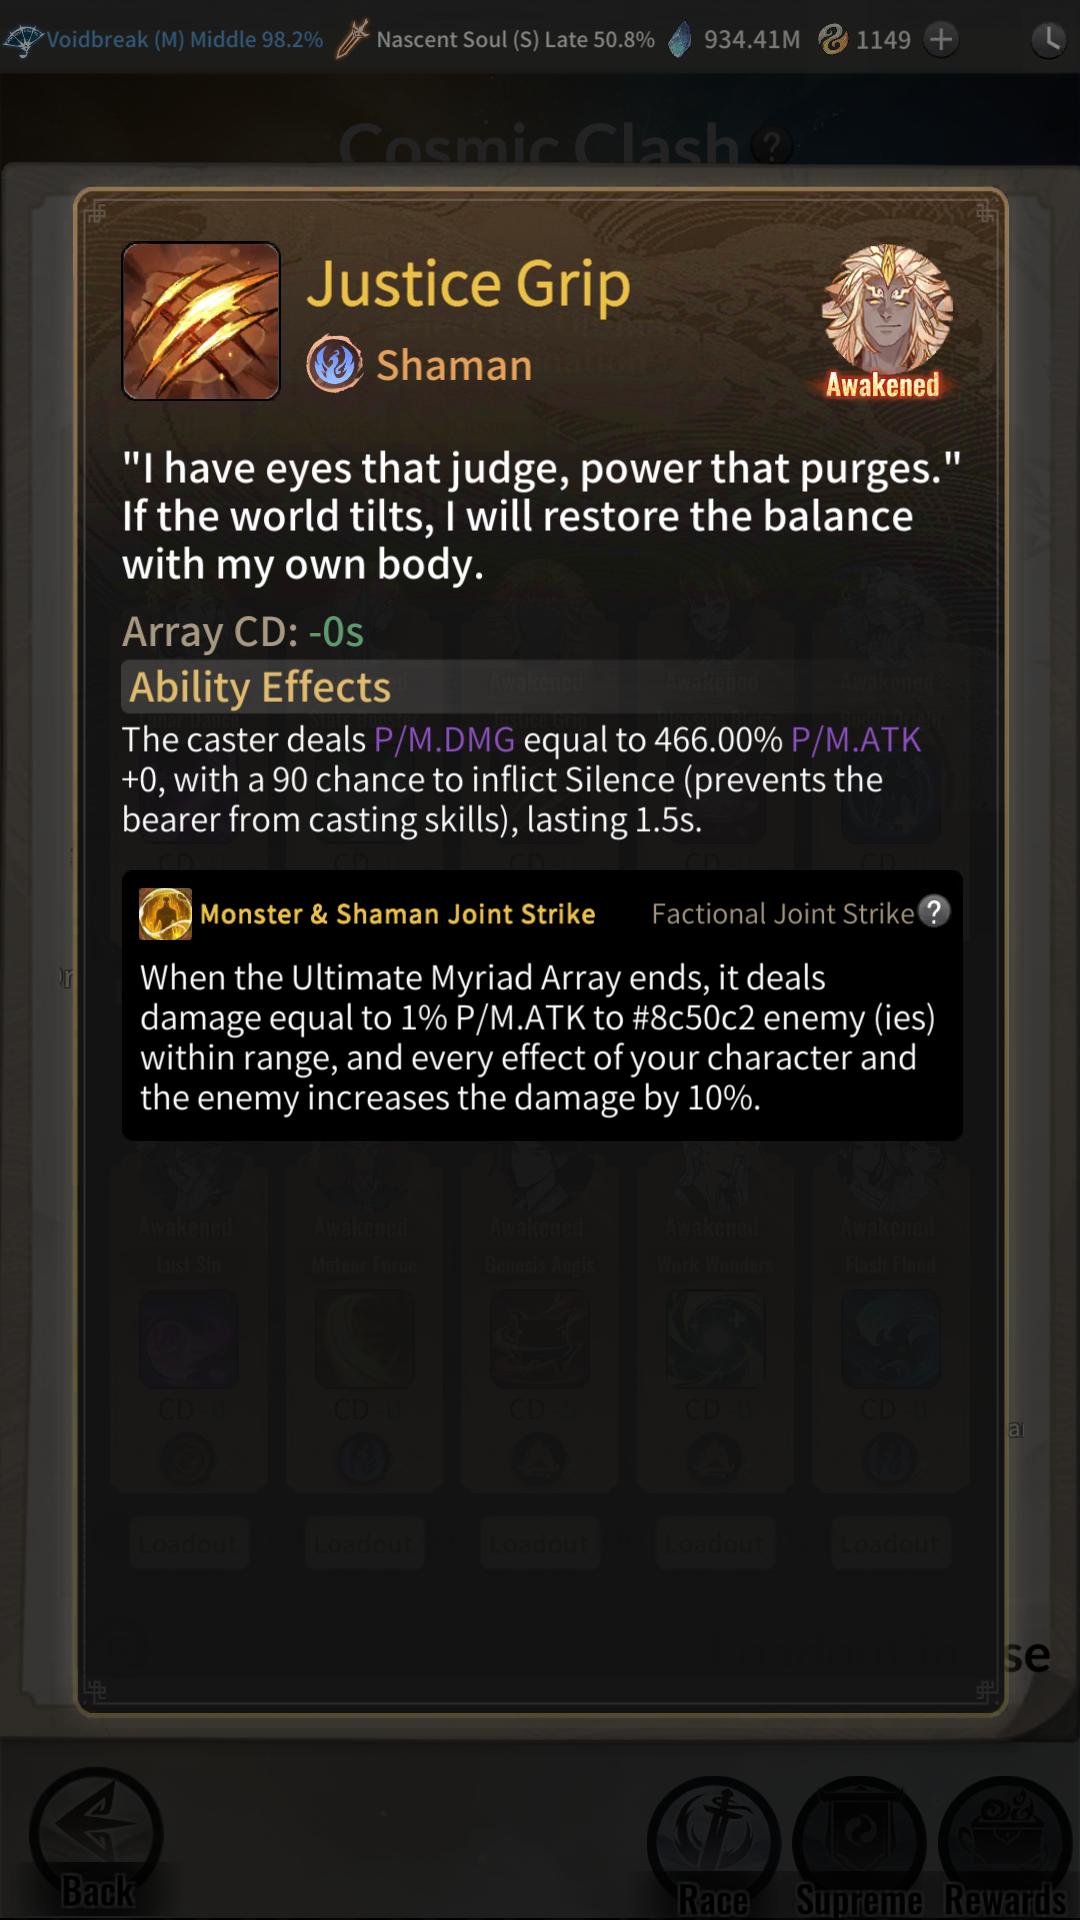 Voidbreak (M) Middle 98.2% Nascent Soul (S) Late 50.8% 934.41M 1149
Cosmic Clash ?
Justice Grip
Shaman
Awakened
"I have eyes that judge, power that purges."
If the world tilts, I will restore the balance
with my own body.
Array CD: -0s
Ability Effects
The caster deals P/M.DMG equal to 466.00% P/M.ATK
+0, with a 90 chance to inflict Silence (prevents the
bearer from casting skills), lasting 1.5s.
Monster & Shaman Joint Strike Factional Joint Strike ?
When the Ultimate Myriad Array ends, it deals
damage equal to 1% P/M.ATK to #8c50c2 enemy (ies)
within range, and every effect of your character and
the enemy increases the damage by 10%.
Awakened Awakened Awakened Awakened Awakened
Lust Sin Meteor Force Genesis Aegis Work Wonders Flash Flood
CD -0 CD -0 CD CD -0 CD -0
Loadout Loadout Loadout Loadout Loadout
se
Back Race Supreme Rewards